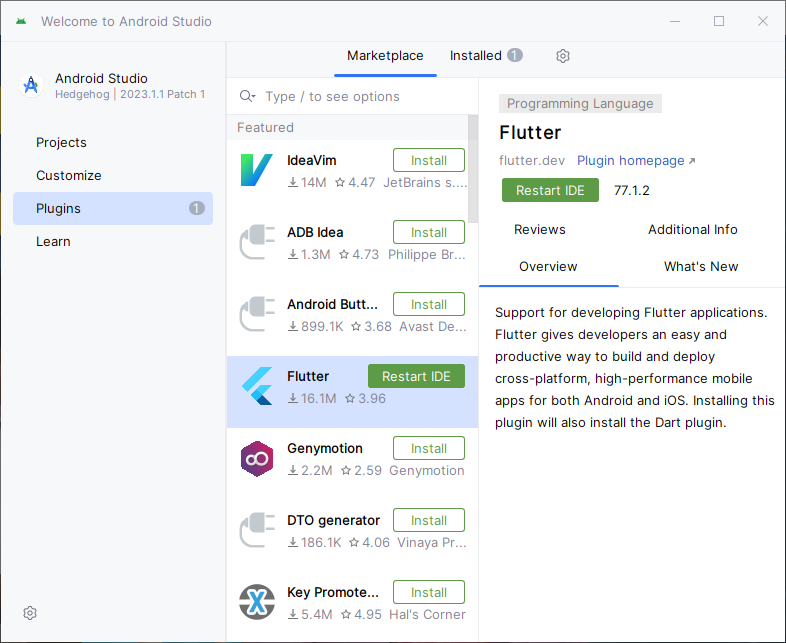 Welcome to Android Studio
Android Studio
Hedgehog | 2023.1.1 Patch 1
Projects
Customize
Plugins 1
Learn
Marketplace Installed 1
Type / to see options
Featured
IdeaVim Install
14M 4.47 JetBrains s....
ADB Idea Install
1.3M 4.73 Philippe Br...
Android Butt... Install
899.1K 3.68 Avast De...
Flutter Restart IDE
16.1M 3.96
Genymotion Install
2.2M 2.59 Genymotion
DTO generator Install
186.1K 4.06 Vinaya Pr...
Key Promote... Install
5.4M 4.95 Hal's Corner
Programming Language
Flutter
flutter.dev Plugin homepage
Restart IDE 77.1.2
Reviews Additional Info
Overview What's New
Support for developing Flutter applications.
Flutter gives developers an easy and
productive way to build and deploy
cross-platform, high-performance mobile
apps for both Android and iOS. Installing this
plugin will also install the Dart plugin.